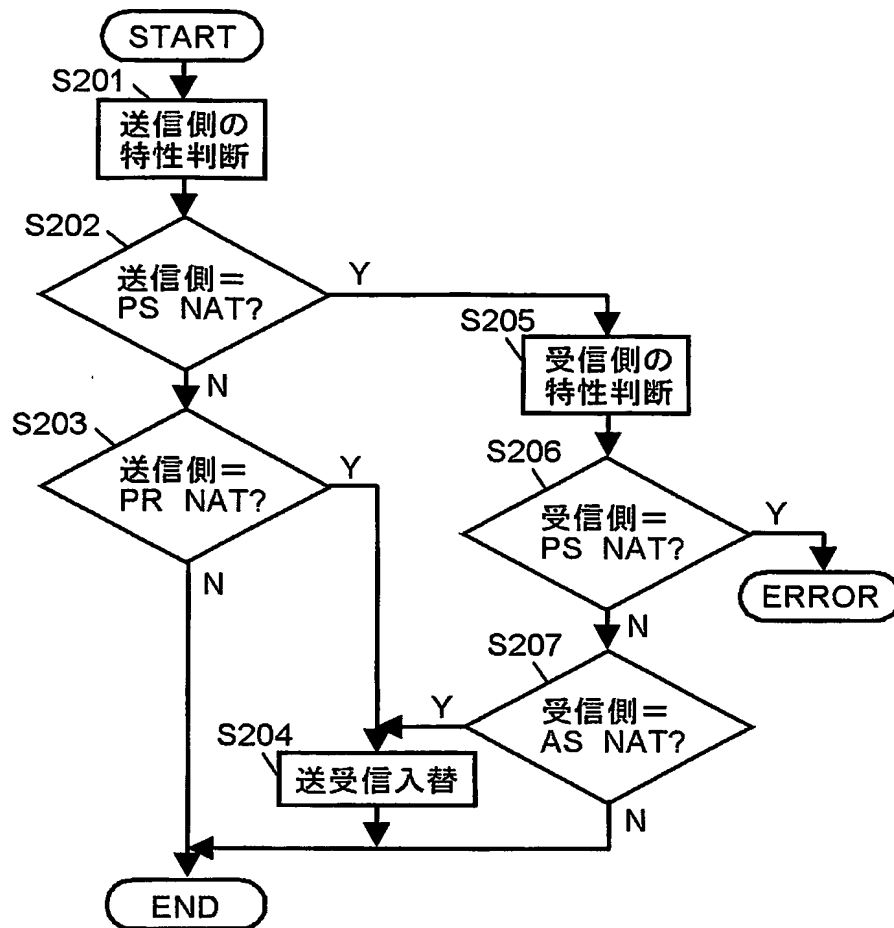 START
S201
送信側の
特性判断
S202
送信側=
PS NAT?
Y
N
S205
受信側の
特性判断
S203
送信側=
PR NAT?
Y
N
S206
受信側=
PS NAT?
Y
N
ERROR
S207
受信側=
AS NAT?
Y
N
S204
送受信入替
END